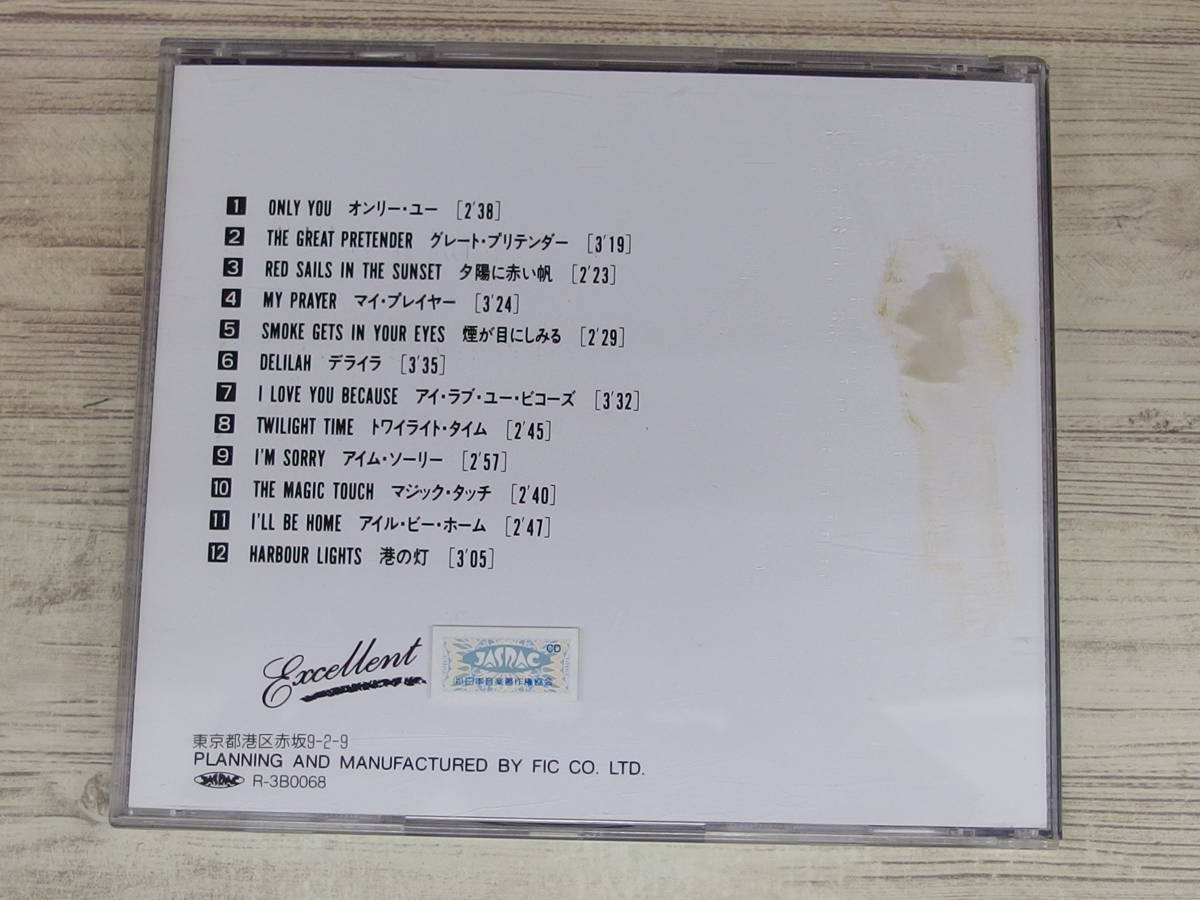 1 ONLY YOU オンリー・ユー [2'38]
2 THE GREAT PRETENDER グレート・プリテンダー [3'19]
3 RED SAILS IN THE SUNSET 夕陽に赤い帆 [2'23]
4 MY PRAYER マイ・プレイヤー [3'24]
5 SMOKE GETS IN YOUR EYES 煙が目にしみる [2'29]
6 DELILAH デライラ [3'35]
7 I LOVE YOU BECAUSE アイ・ラブ・ユー・ビコーズ [3'32]
8 TWILIGHT TIME トワイライト・タイム [2'45]
9 I'M SORRY アイム・ソーリー [2'57]
10 THE MAGIC TOUCH マジック・タッチ [2'40]
11 I'LL BE HOME アイル・ビー・ホーム [2'47]
12 HARBOUR LIGHTS 港の灯 [3'05]
Excellent
CD
JASRAC
日本音楽著作権協会
東京都港区赤坂9-2-9
PLANNING AND MANUFACTURED BY FIC CO. LTD.
JASRAC R-3B0068